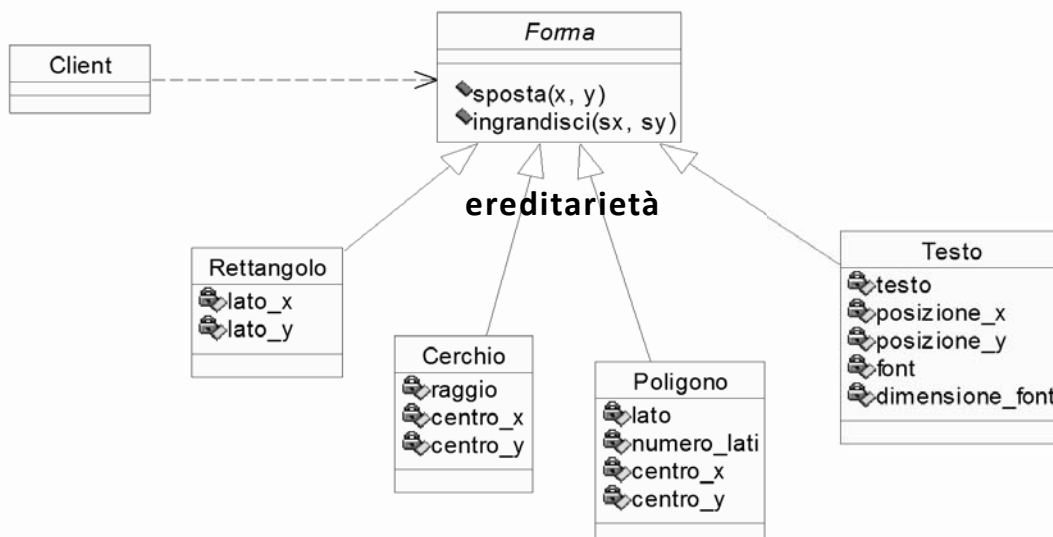 Forma
sposta(x, y)
ingrandisci(sx, sy)
Client
ereditarietà
Rettangolo
lato_x
lato_y
Cerchio
raggio
centro_x
centro_y
Poligono
lato
numero_lati
centro_x
centro_y
Testo
testo
posizione_x
posizione_y
font
dimensione_font